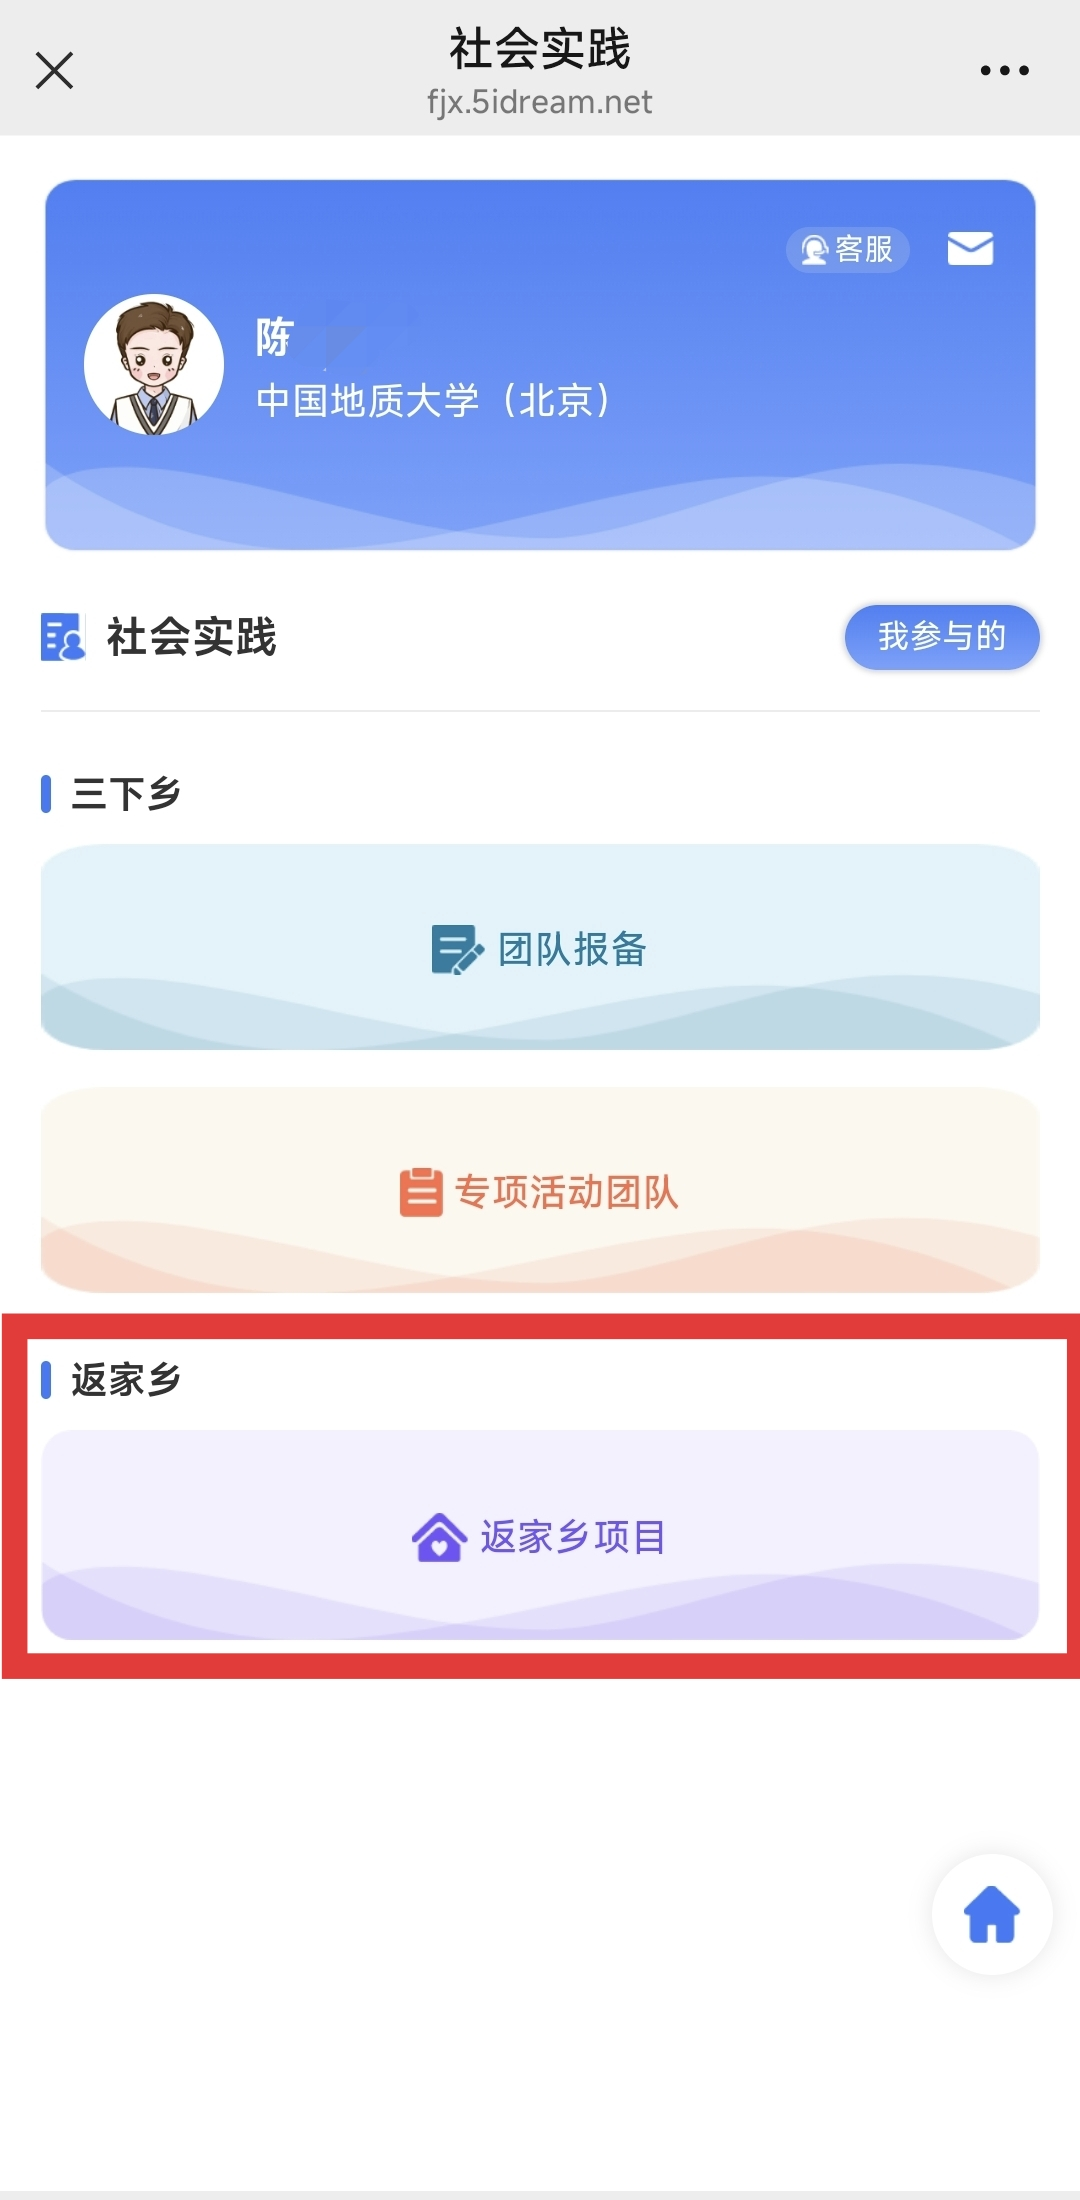 社会实践
fjx.5idream.net
客服
陈
中国地质大学（北京）
社会实践
我参与的
三下乡
团队报备
专项活动团队
返家乡
返家乡项目